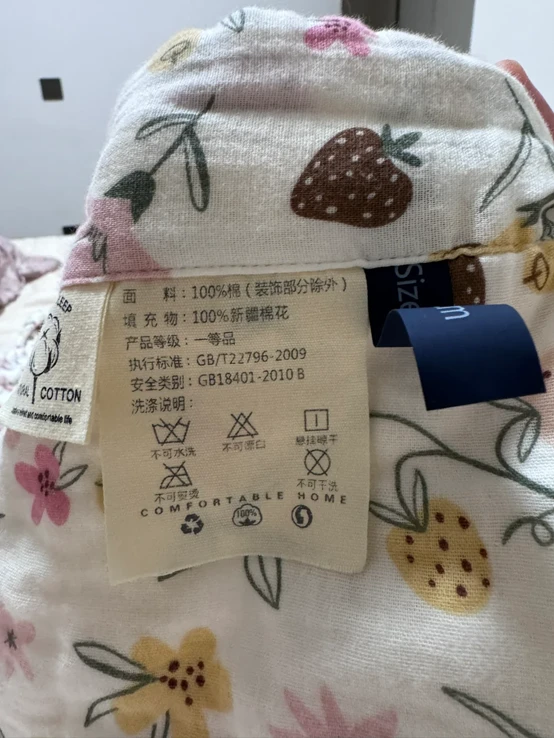 面 料：100%棉（装饰部分除外）
填 充 物：100%新疆棉花
产品等级：一等品
执行标准：GB/T22796-2009
安全类别：GB18401-2010 B
洗涤说明：
不可水洗 不可漂白 悬挂晾干
不可熨烫 不可干洗
COMFORTABLE HOME
100%
COTTON
Size